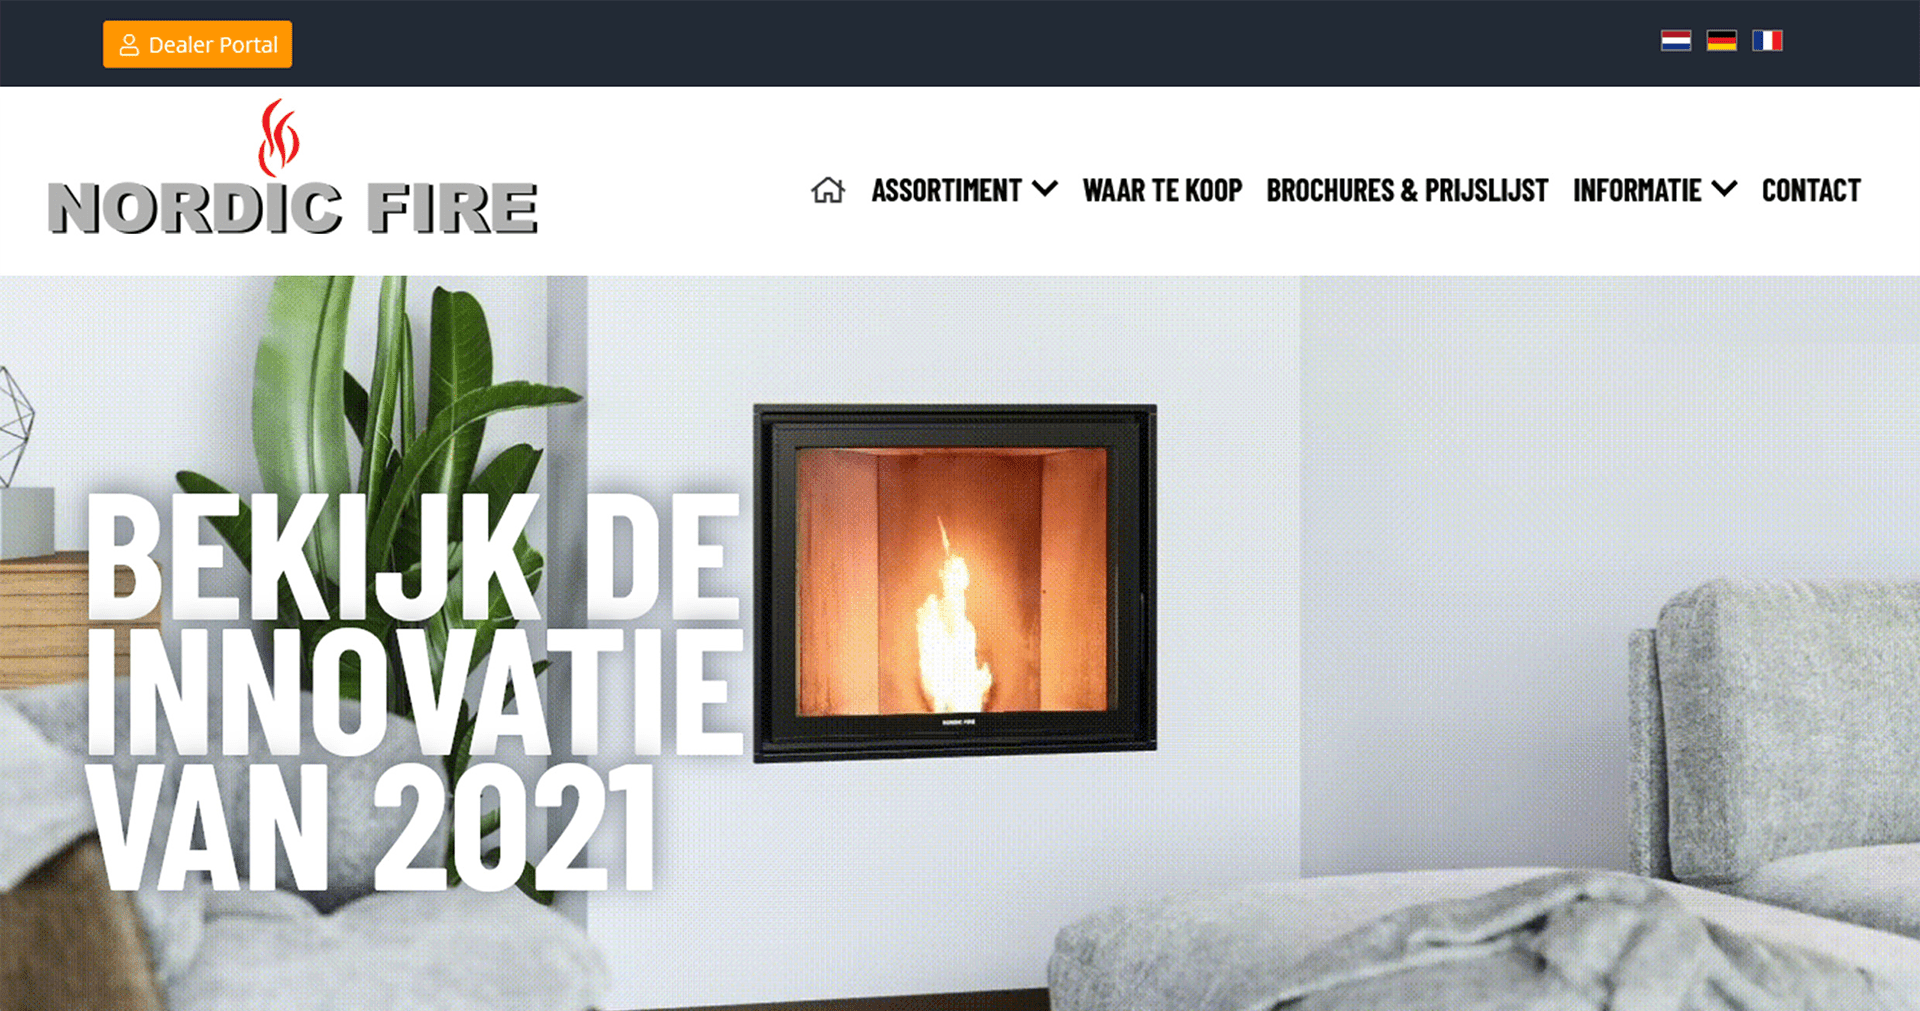 Dealer Portal
NORDIC FIRE
ASSORTIMENT
WAAR TE KOOP
BROCHURES & PRIJSLIJST
INFORMATIE
CONTACT
BEKIJK DE
INNOVATIE
VAN 2021
NORDIC FIRE